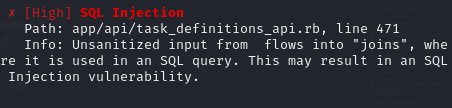 ✗ [High] SQL Injection
Path: app/api/task_definitions_api.rb, line 471
Info: Unsanitized input from  flows into "joins", whe
re it is used in an SQL query. This may result in an SQL
Injection vulnerability.